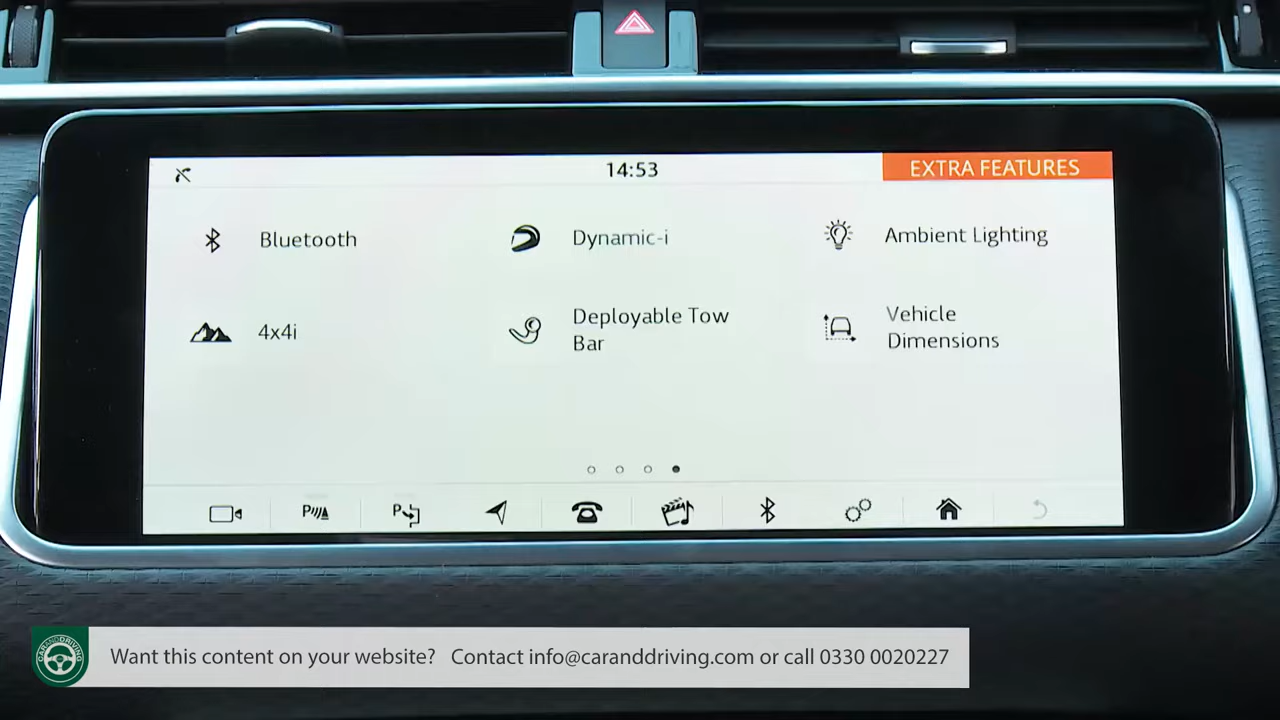 14:53
EXTRA FEATURES
Bluetooth
Dynamic-i
Ambient Lighting
4x4i
Deployable Tow
Bar
Vehicle
Dimensions
P
P
CARANDDRIVING
Want this content on your website? Contact info@caranddriving.com or call 0330 0020227